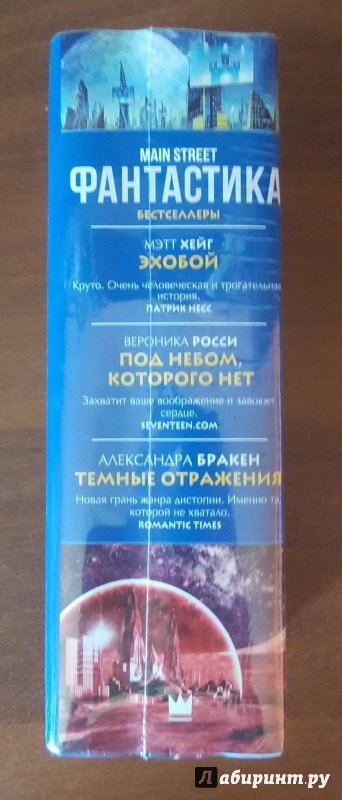 MAIN STREET
ФАНТАСТИКА
БЕСТСЕЛЛЕРЫ
МЭТТ ХЕЙГ
ЭХОБОЙ
Круто. Очень человеческая и трогательная
история.
ПАТРИК НЕСС
ВЕРОНИКА РОССИ
ПОД НЕБОМ,
КОТОРОГО НЕТ
Захватит ваше воображение и завоюет
сердце.
SEVENTEEN.COM
АЛЕКСАНДРА БРАКЕН
ТЕМНЫЕ ОТРАЖЕНИЯ
Новая грань жанра дистопии. Именно та,
которой не хватало.
ROMANTIC TIMES
Лабиринт.ру